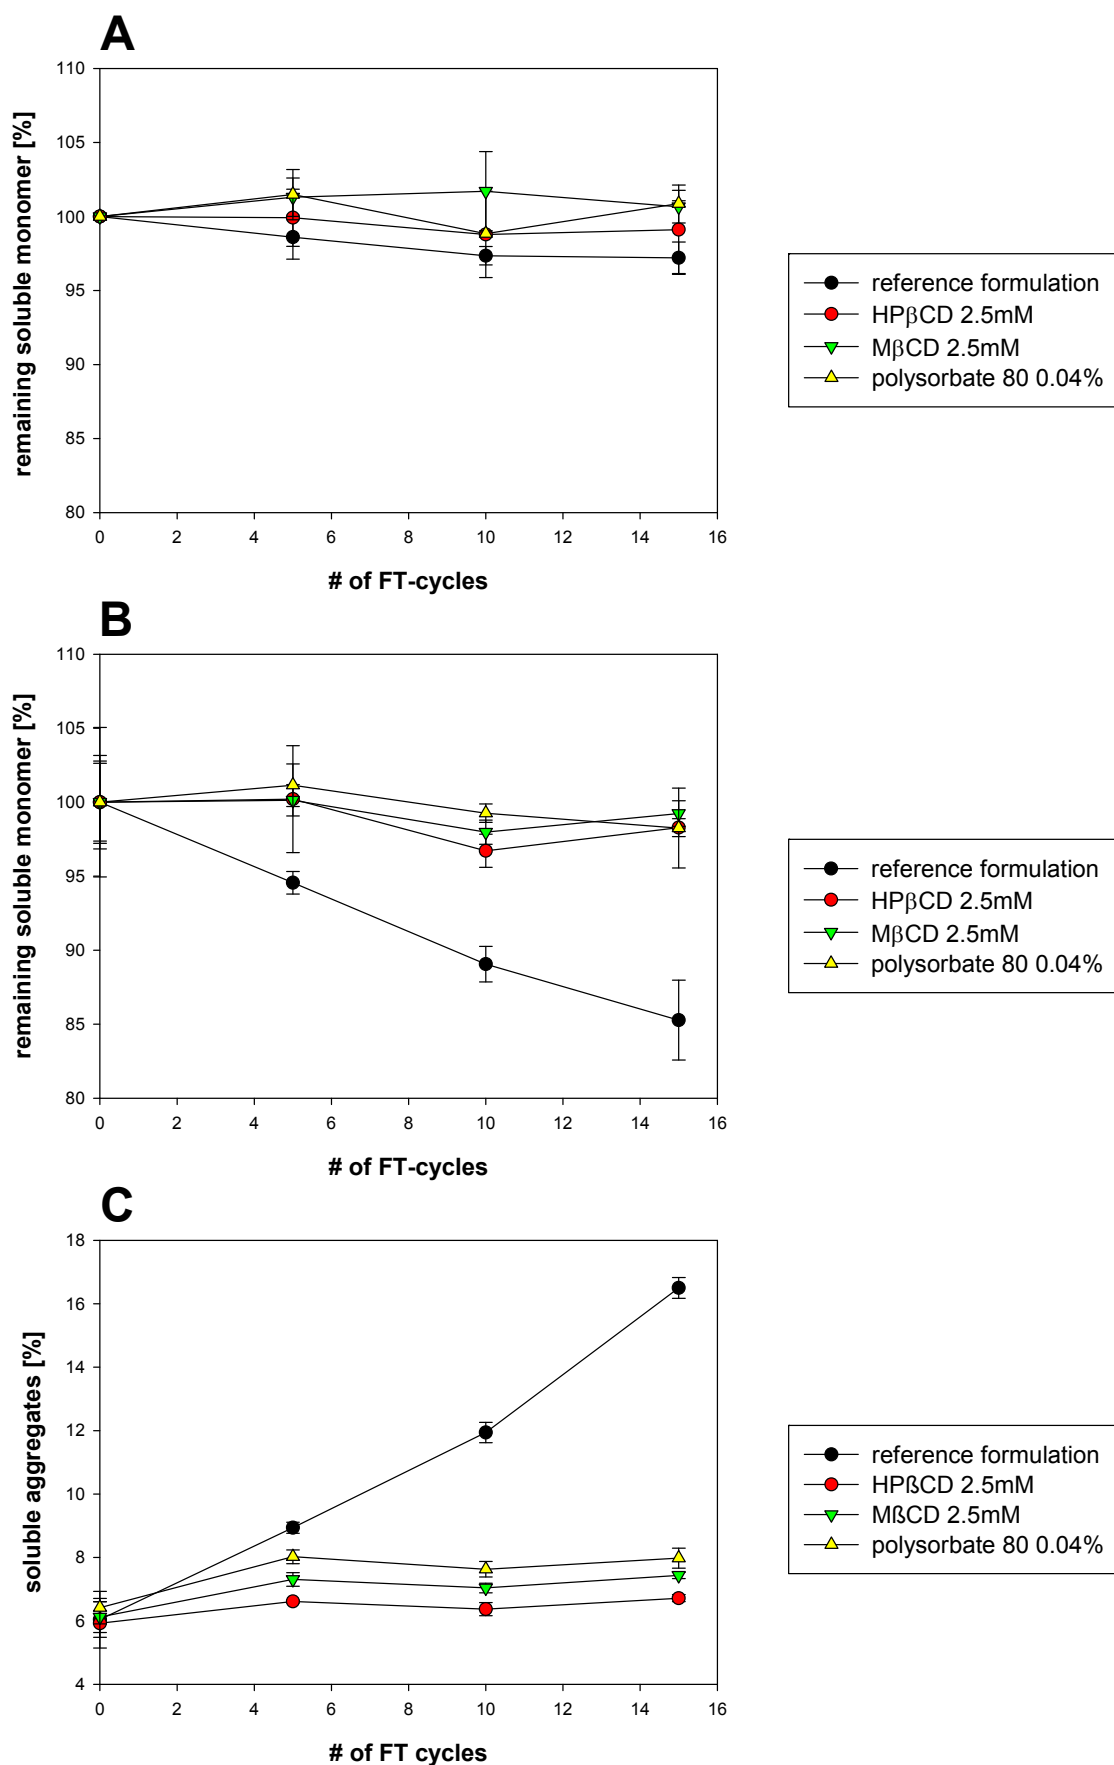 A
110
105
100
95
90
85
80
remaining soluble monomer [%]
0 2 4 6 8 10 12 14 16
# of FT-cycles
reference formulation
HPβCD 2.5mM
MβCD 2.5mM
polysorbate 80 0.04%
B
110
105
100
95
90
85
80
remaining soluble monomer [%]
0 2 4 6 8 10 12 14 16
# of FT-cycles
reference formulation
HPβCD 2.5mM
MβCD 2.5mM
polysorbate 80 0.04%
C
18
16
14
12
10
8
6
4
soluble aggregates [%]
0 2 4 6 8 10 12 14 16
# of FT cycles
reference formulation
HPßCD 2.5mM
MßCD 2.5mM
polysorbate 80 0.04%